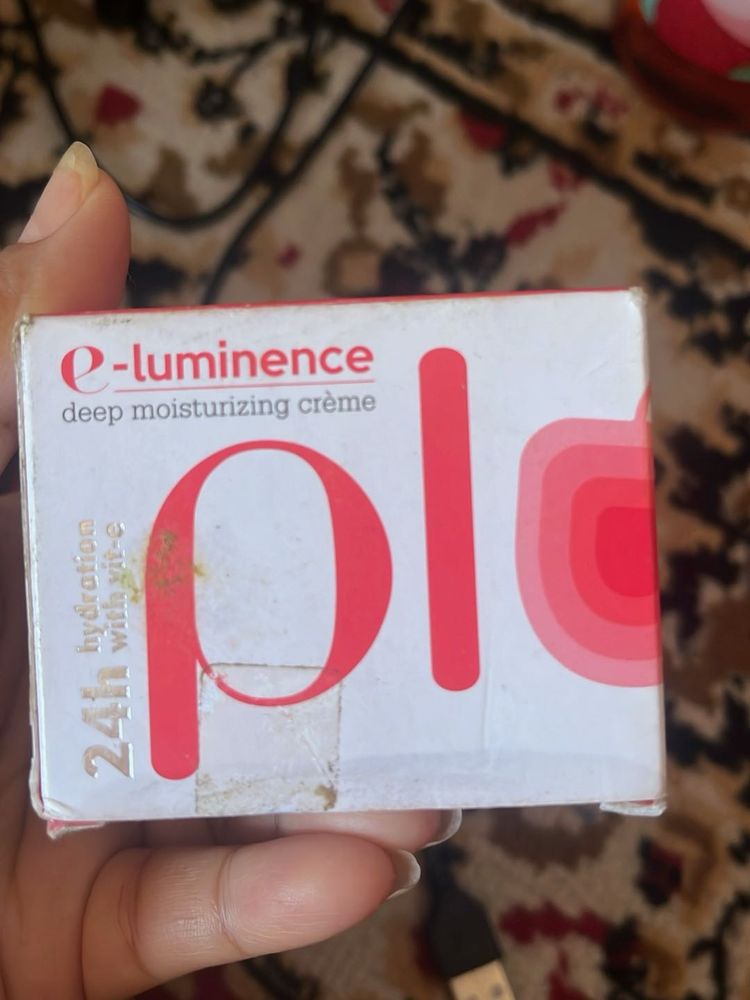 e-luminence
deep moisturizing crème
pl
24h
hydration
with vit-e